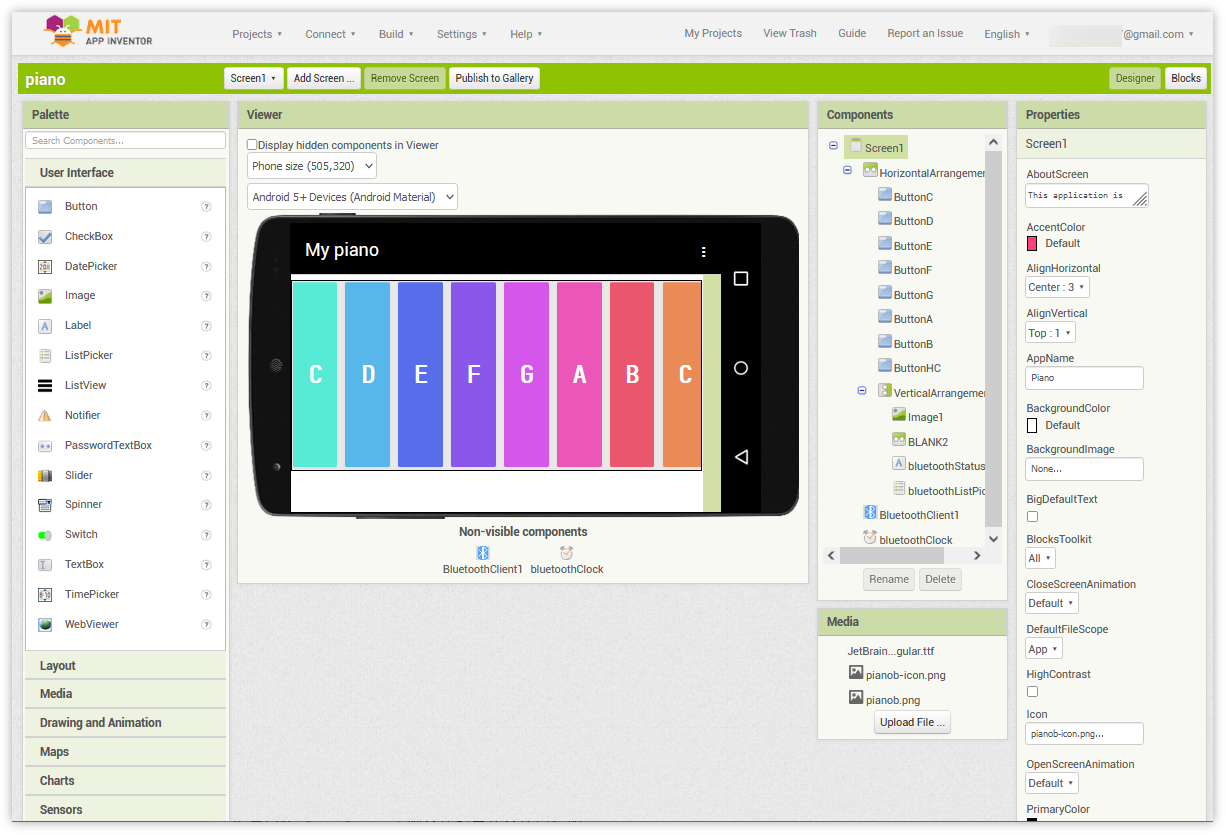 MIT
APP INVENTOR
Projects Connect Build Settings Help My Projects View Trash Guide Report an Issue English @gmail.com
piano Screen1 Add Screen ... Remove Screen Publish to Gallery Designer Blocks
Palette
Search Components...
User Interface
Button ?
CheckBox ?
DatePicker ?
Image ?
Label ?
ListPicker ?
ListView ?
Notifier ?
PasswordTextBox ?
Slider ?
Spinner ?
Switch ?
TextBox ?
TimePicker ?
WebViewer ?
Layout
Media
Drawing and Animation
Maps
Charts
Sensors
Viewer
Display hidden components in Viewer
Phone size (505,320)
Android 5+ Devices (Android Material)
My piano
C D E F G A B C
Non-visible components
BluetoothClient1 bluetoothClock
Components
Screen1
HorizontalArrangemer
ButtonC
ButtonD
ButtonE
ButtonF
ButtonG
ButtonA
ButtonB
ButtonHC
VerticalArrangemer
Image1
BLANK2
bluetoothStatus
bluetoothListPic
BluetoothClient1
bluetoothClock
Rename Delete
Media
JetBrain...gular.ttf
pianob-icon.png
pianob.png
Upload File ...
Properties
Screen1
AboutScreen
This application is
AccentColor
Default
AlignHorizontal
Center : 3
AlignVertical
Top : 1
AppName
Piano
BackgroundColor
Default
BackgroundImage
None...
BigDefaultText
BlocksToolkit
All
CloseScreenAnimation
Default
DefaultFileScope
App
HighContrast
Icon
pianob-icon.png...
OpenScreenAnimation
Default
PrimaryColor